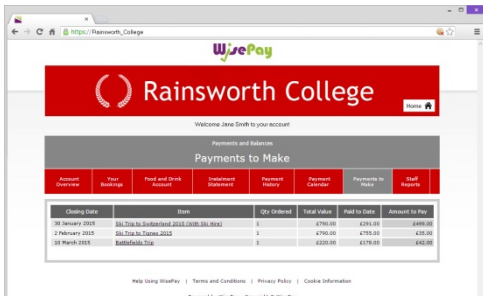 https://Rainsworth_College
WisePay
Rainsworth College
Home
Welcome Jane Smith to your account
Payments and Balances
Payments to Make
Account Overview
Your Bookings
Food and Drink Account
Instalment Statement
Payment History
Payment Calendar
Payments to Make
Staff Reports
Closing Date Item Qty Ordered Total Value Paid to Date Amount to Pay
30 January 2015 Ski Trip to Switzerland 2015 (With Ski Hire) 1 £780.00 £291.00 £489.00
2 February 2015 Ski Trip to Tignes 2015 1 £790.00 £755.00 £35.00
10 March 2015 Battlefields Trip 1 £220.00 £178.00 £42.00
Help Using WisePay | Terms and Conditions | Privacy Policy | Cookie Information